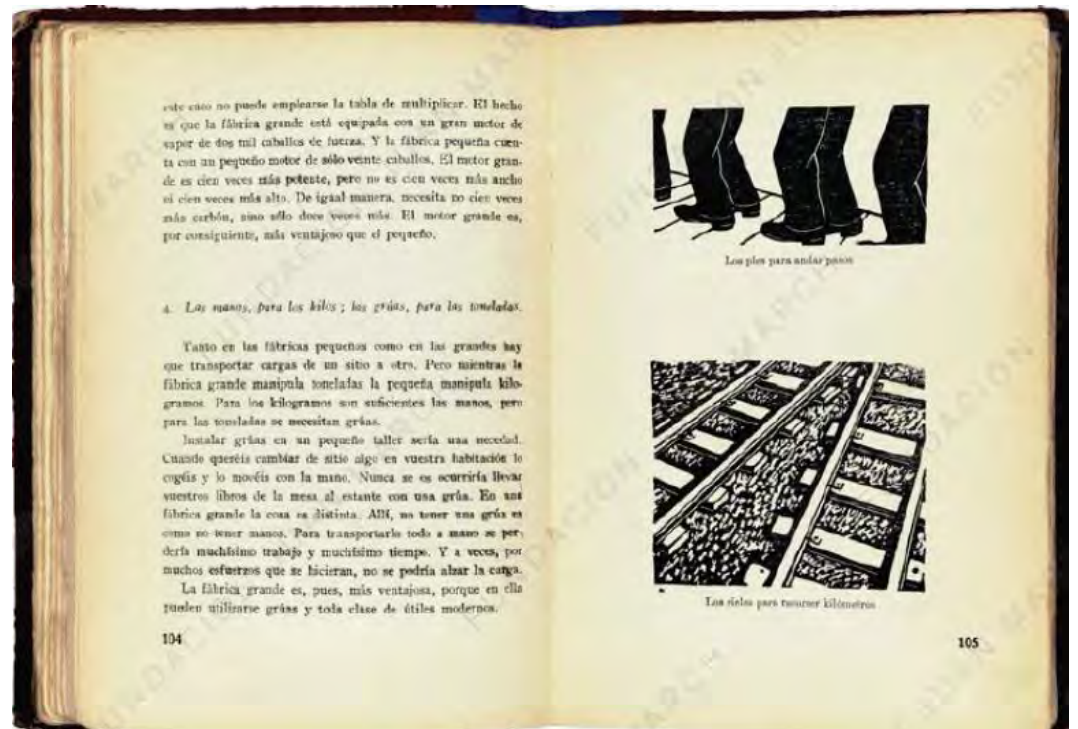 este caso no puede emplearse la tabla de multiplicar. El hecho
es que la fábrica grande está equipada con un gran motor de
vapor de dos mil caballos de fuerza. Y la fábrica pequeña cuen-
ta con un pequeño motor de sólo veinte caballos. El motor gran-
de es cien veces más potente, pero no es cien veces más ancho
ni cien veces más alto. De igual manera, necesita no cien veces
más carbón, sino sólo doce veces más. El motor grande es,
por consiguiente, más ventajoso que el pequeño.
4. Las manos, para los kilos; las grúas, para las toneladas.
Tanto en las fábricas pequeñas como en las grandes hay
que transportar cargas de un sitio a otro. Pero mientras la
fábrica grande manipula toneladas la pequeña manipula kilo-
gramos. Para los kilogramos son suficientes las manos, pero
para las toneladas se necesitan grúas.
Instalar grúas en un pequeño taller sería una necedad.
Cuando queréis cambiar de sitio algo en vuestra habitación lo
cogéis y lo movéis con la mano. Nunca se os ocurriría llevar
vuestros libros de la mesa al estante con una grúa. En una
fábrica grande la cosa es distinta. Allí, no tener una grúa es
como no tener manos. Para transportarlo todo a mano se per-
dería muchísimo trabajo y muchísimo tiempo. Y a veces, por
muchos esfuerzos que se hicieran, no se podría alzar la carga.
La fábrica grande es, pues, más ventajosa, porque en ella
pueden utilizarse grúas y toda clase de útiles modernos.
104
Los pies para andar pasos
Los rieles para recorrer kilómetros
105
FUNDACION JUAN MARCH